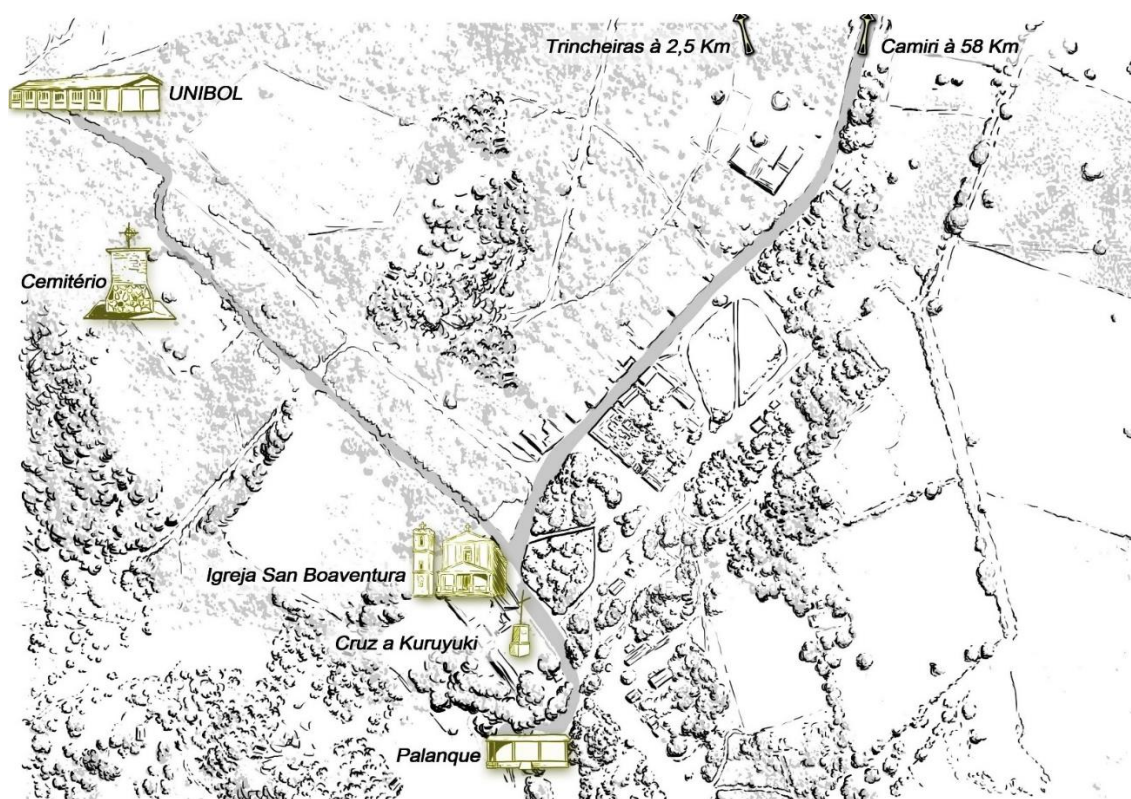 Trincheiras à 2,5 Km
Camiri à 58 Km
UNIBOL
Cemitério
Igreja San Boaventura
Cruz a Kuruyuki
Palanque